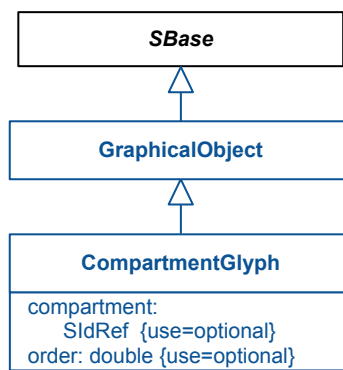 SBase
GraphicalObject
CompartmentGlyph
compartment:
SIdRef {use=optional}
order: double {use=optional}